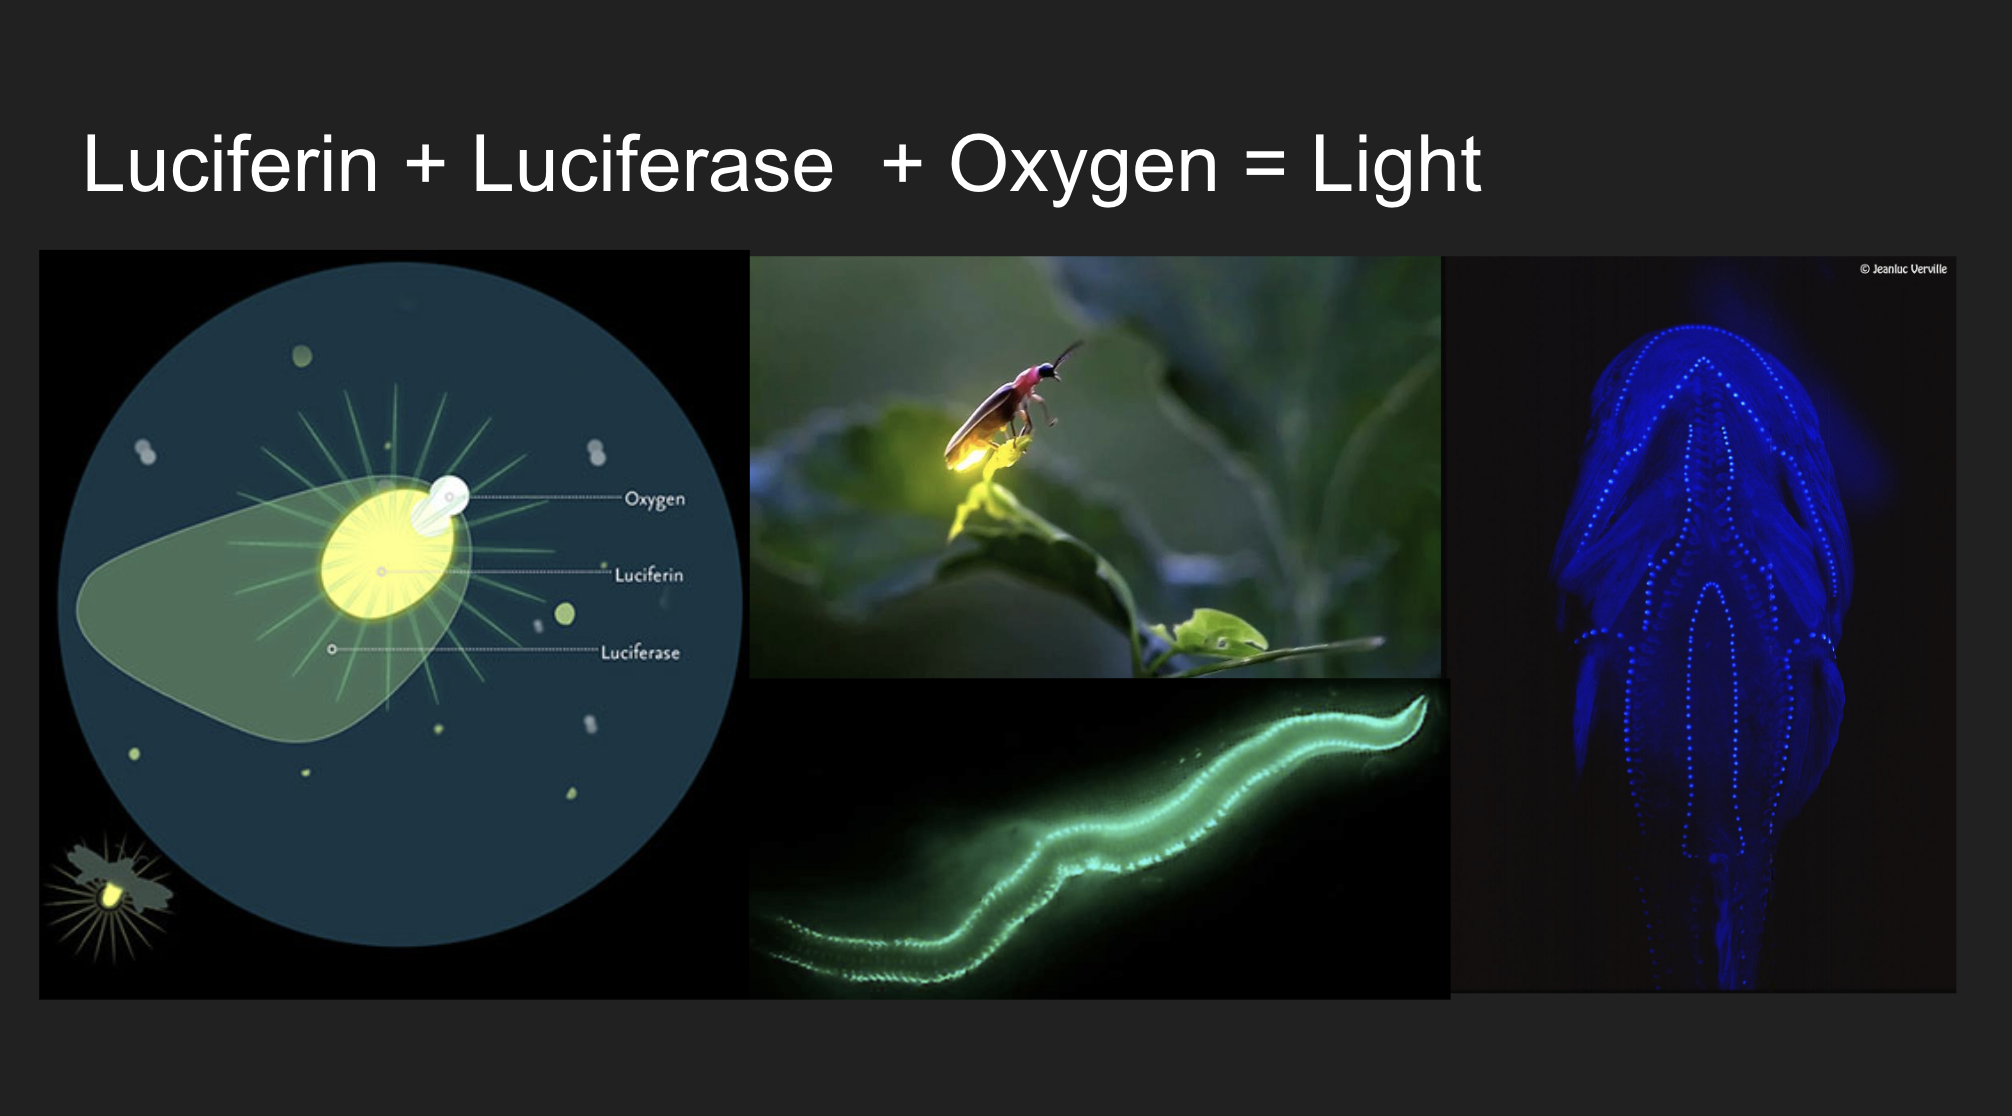 Luciferin + Luciferase  + Oxygen = Light
Oxygen
Luciferin
Luciferase
© Jeanluc Verville